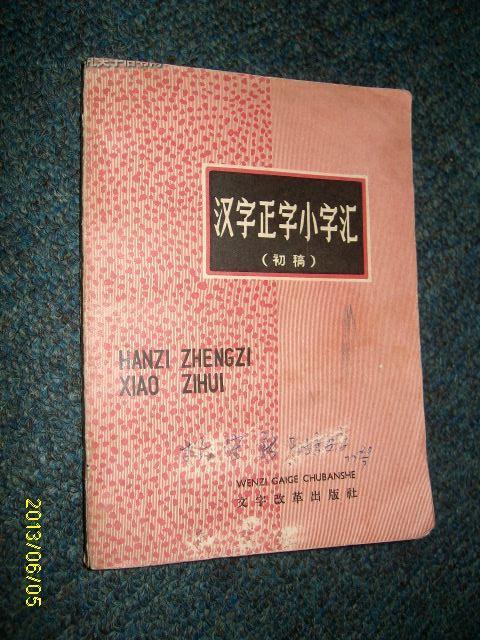 汉字正字小字汇
（初稿）
HANZI ZHENGZI
XIAO ZIHUI
WENZI GAIGE CHUBANSHE
文字改革出版社
2013/06/05